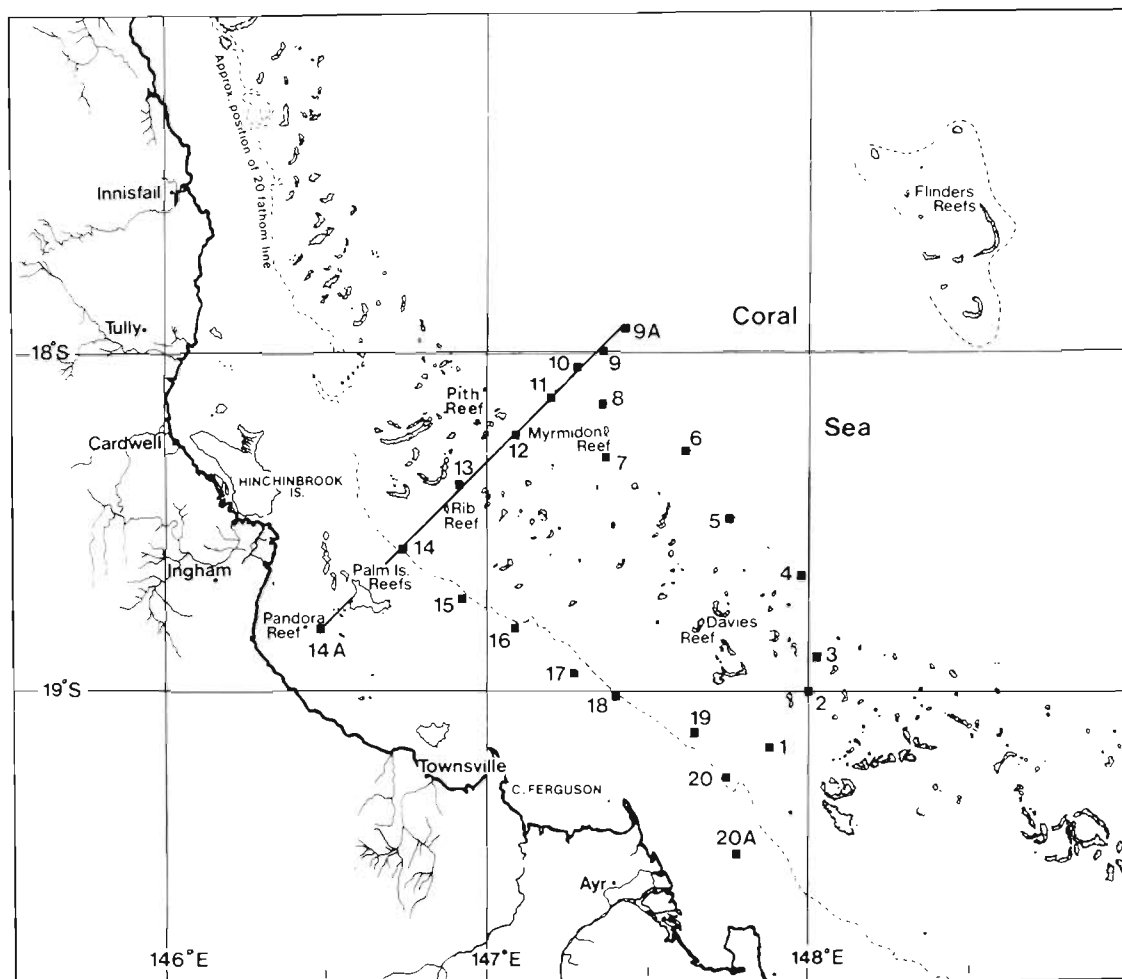 Approx. position of 20 fathom line
Innisfail
Flinders
Reefs
Tully
Coral
9A
18°S
10
9
11
8
Pith
Reef
Sea
Cardwell
12
Myrmidon
Reef
6
7
13
HINCHINBROOK
IS.
Rib
Reef
5
14
Palm Is.
Reefs
4
Ingham
15
Pandora
Reef
16
Davies
Reef
14A
3
17
19°S
18
2
19
1
Townsville
20
C. FERGUSON
20A
Ayr
146°E
147°E
148°E